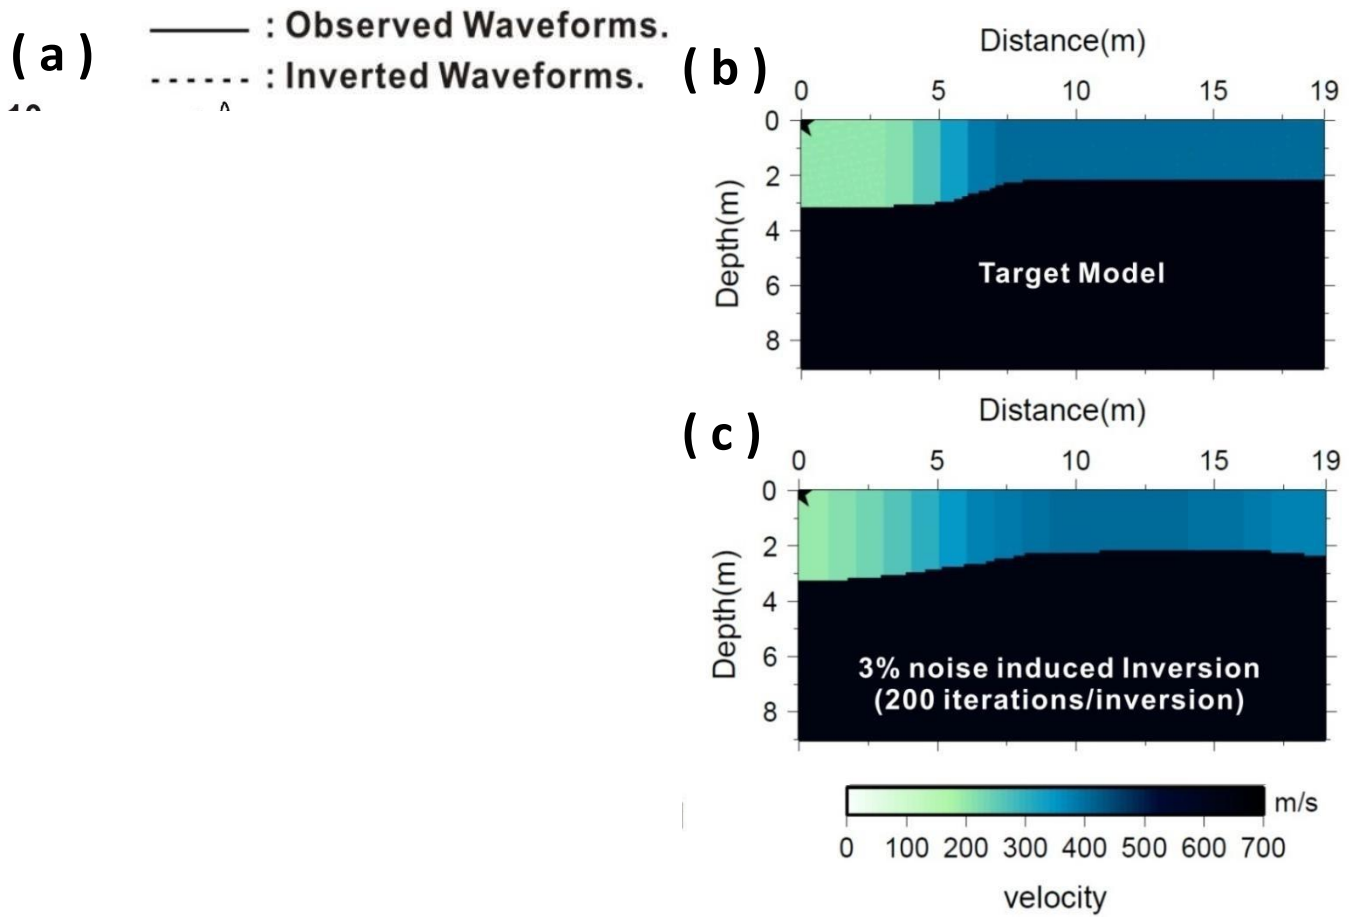 ( a )
: Observed Waveforms.
: Inverted Waveforms.
( b )
Distance(m)
0 5 10 15 19
0
2
4
6
8
Depth(m)
Target Model
( c )
Distance(m)
0 5 10 15 19
0
2
4
6
8
Depth(m)
3% noise induced Inversion
(200 iterations/inversion)
m/s
0 100 200 300 400 500 600 700
velocity